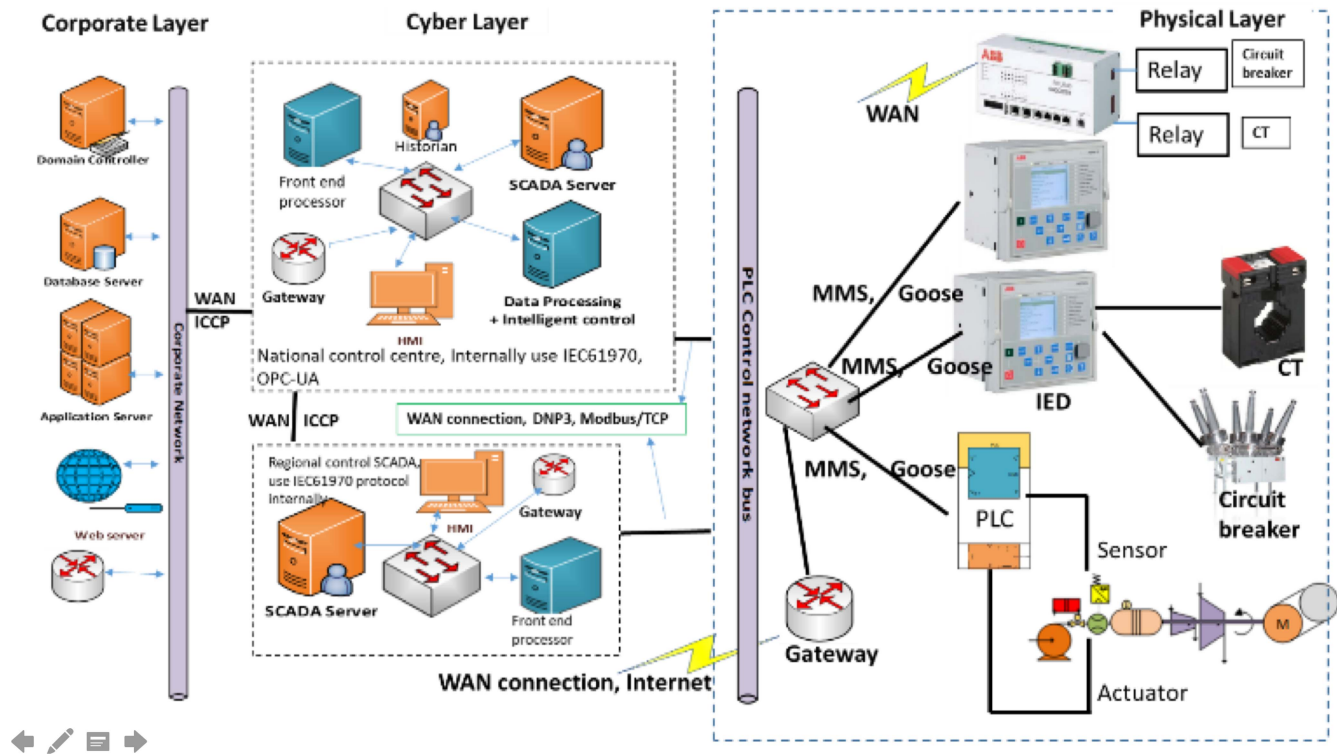 Corporate Layer
Cyber Layer
Physical Layer
Domain Controller
Database Server
Application Server
Web server
Corporate Network
WAN
ICCP
Historian
Front end
processor
SCADA Server
Gateway
HMI
Data Processing
+ Intelligent control
National control centre, Internally use IEC61970,
OPC-UA
WAN ICCP
WAN connection, DNP3, Modbus/TCP
Regional control SCADA,
use IEC61970 protocol
Internally
HMI
Gateway
SCADA Server
Front end
processor
WAN connection, Internet
PLC Control network bus
WAN
ABB
Relay
Circuit
breaker
Relay
CT
MMS, Goose
MMS, Goose
IED
MMS, Goose
CT
Circuit
breaker
PLC
Sensor
M
Gateway
Actuator